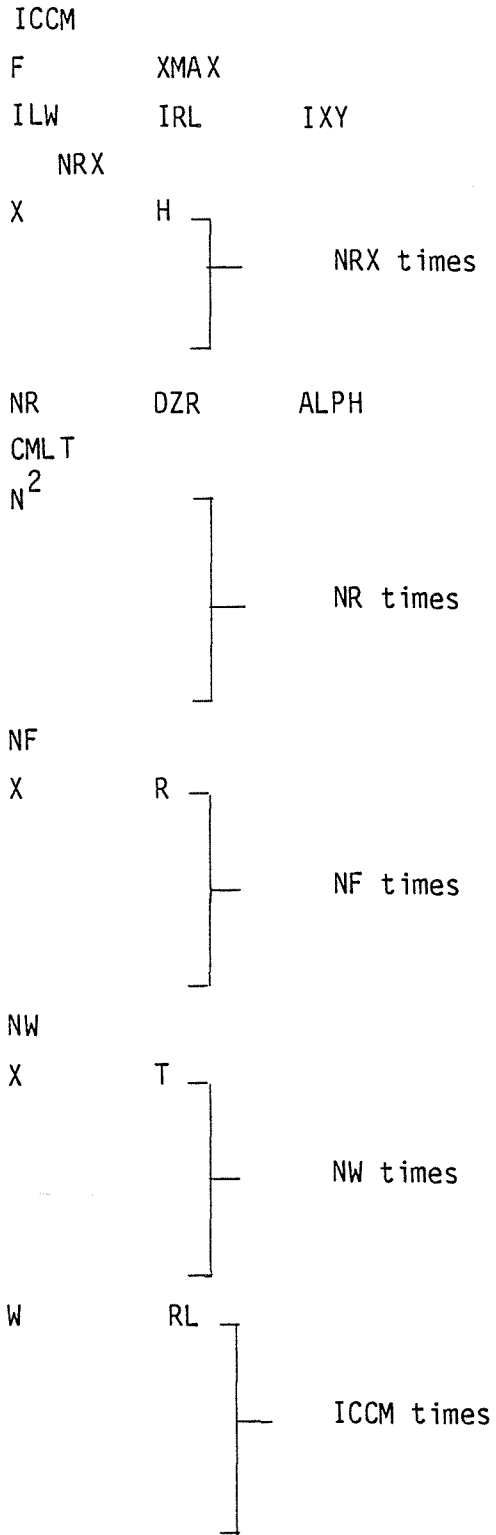 ICCM
F XMAX
ILW IRL IXY
NRX
X H
NRX times
NR DZR ALPH
CMLT
N²
NR times
NF
X R
NF times
NW
X T
NW times
W RL
ICCM times